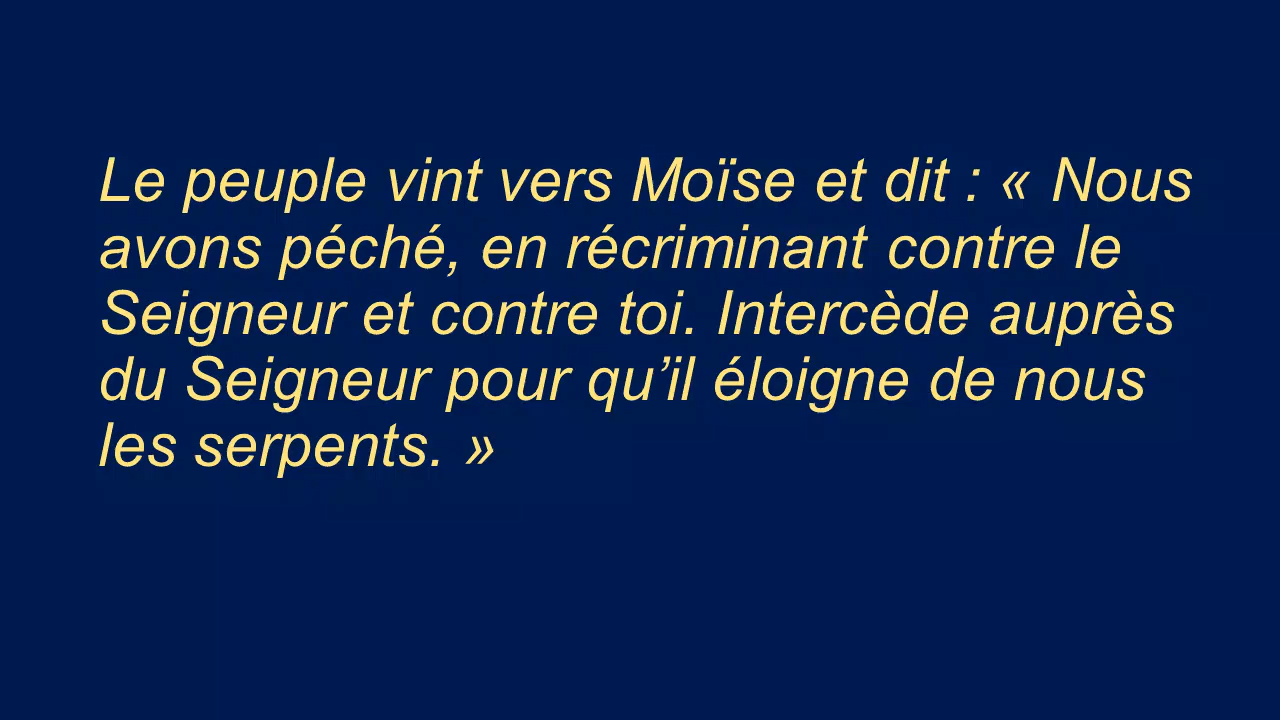 Le peuple vint vers Moïse et dit : « Nous
avons péché, en récriminant contre le
Seigneur et contre toi. Intercède auprès
du Seigneur pour qu’il éloigne de nous
les serpents. »